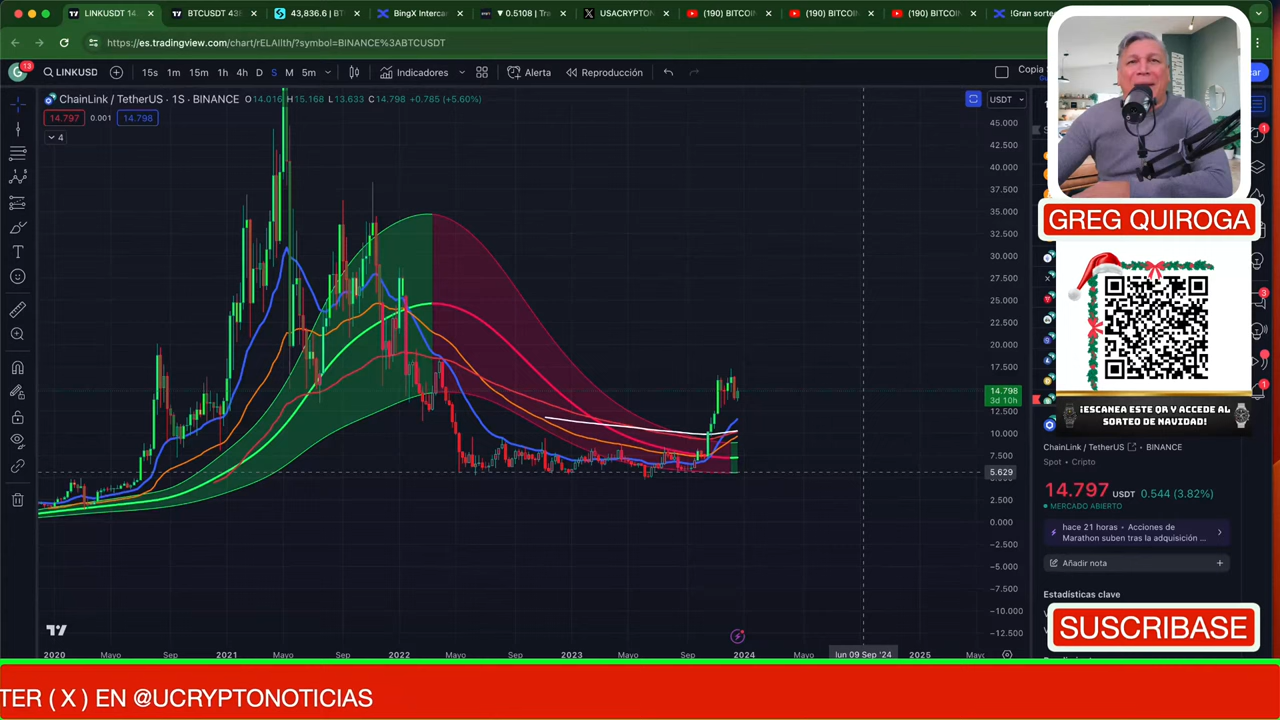 LINKUSDT 14
BTCUSDT 43
43,836.6 | BT
BingX Interca
0.5108 | Tra
USACRYPTON
(190) BITCOI
(190) BITCOI
(190) BITCOI
¡Gran sorte
https://es.tradingview.com/chart/rELAIlth/?symbol=BINANCE%3ABTCUSDT
13
LINKUSD
15s 1m 15m 1h 4h D S M 5m
Indicadores
Alerta
Reproducción
Copia S
ChainLink / TetherUS · 1S · BINANCE O14.016 H15.168 L13.633 C14.798 +0.785 (+5.60%)
USDT
14.797 0.001 14.798
4
45.000
42.500
40.000
37.500
35.000
32.500
30.000
27.500
25.000
22.500
20.000
17.500
14.798
3d 10h
12.500
10.000
7.500
5.629
2.500
0.000
−2.500
−5.000
−7.500
−10.000
−12.500
2020 Mayo Sep 2021 Mayo Sep 2022 Mayo Sep 2023 Mayo Sep 2024 Mayo lun 09 Sep '24 2025 Mayo
GREG QUIROGA
¡ESCANEA ESTE QR Y ACCEDE AL
SORTEO DE NAVIDAD!
ChainLink / TetherUS BINANCE
Spot • Cripto
14.797 USDT 0.544 (3.82%)
MERCADO ABIERTO
hace 21 horas • Acciones de
Marathon suben tras la adquisición ...
Añadir nota
Estadísticas clave
SUSCRIBASE
TER ( X ) EN @UCRYPTONOTICIAS